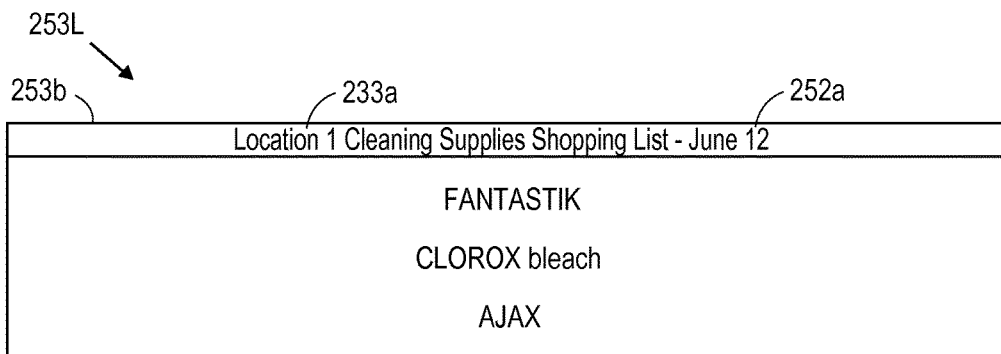 253L
253b
233a
252a
Location 1 Cleaning Supplies Shopping List - June 12
FANTASTIK
CLOROX bleach
AJAX